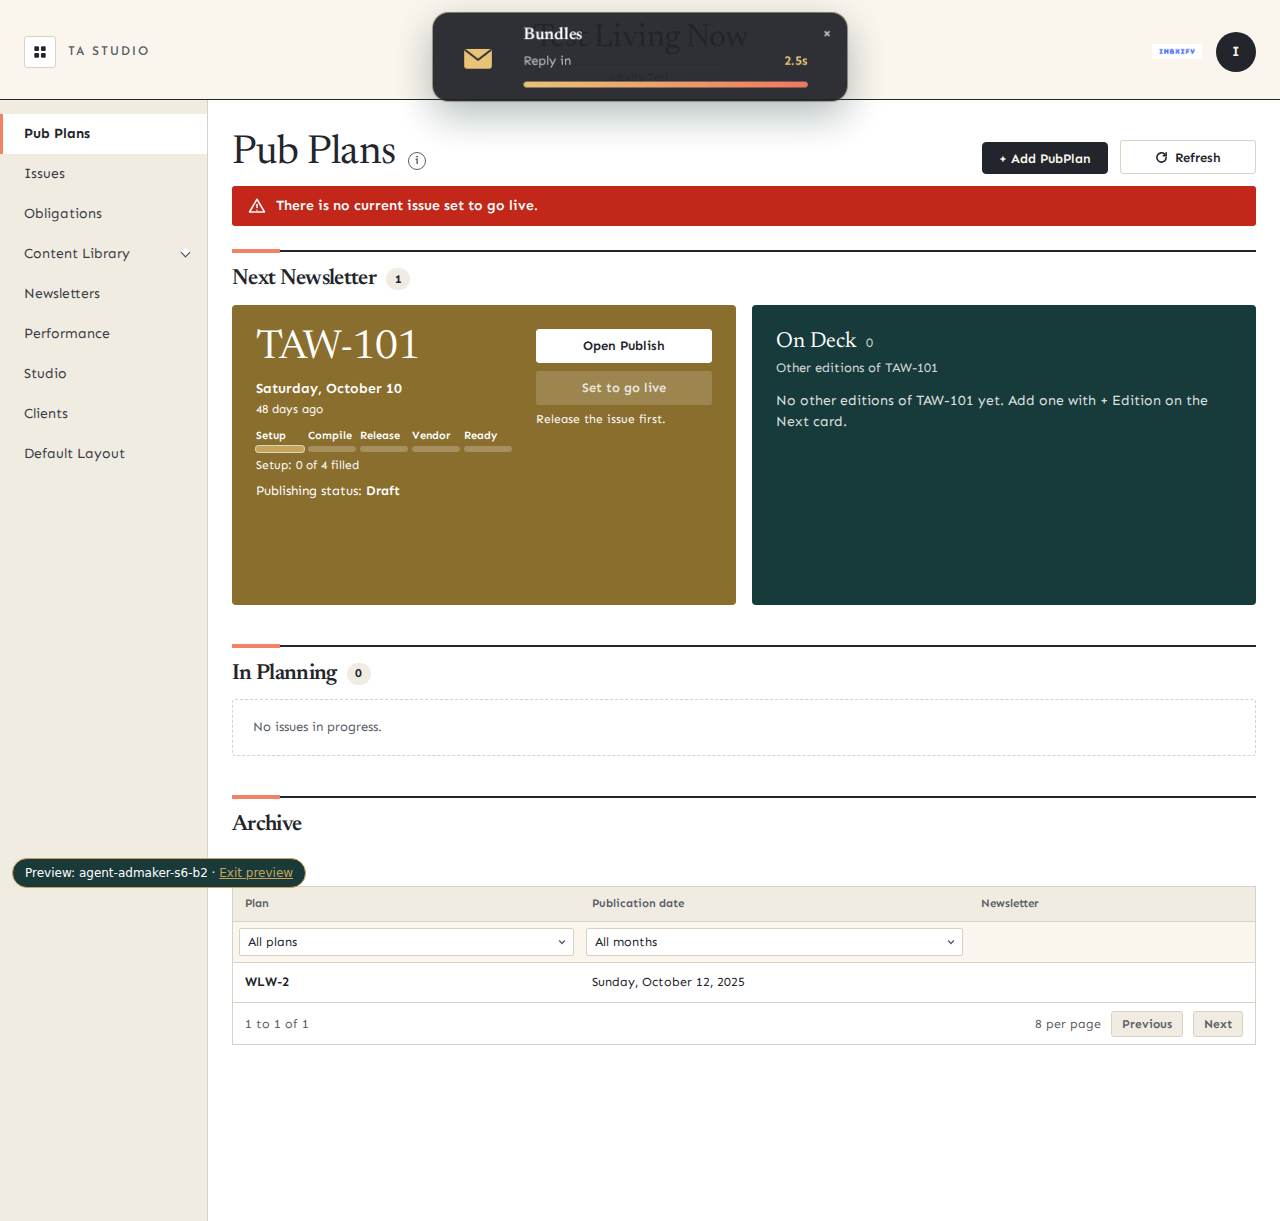 TA STUDIO
Test Living Now
Bundles
×
Reply in
2.5s
INBXIFY
I
Pub Plans
Issues
Obligations
Content Library
Newsletters
Performance
Studio
Clients
Default Layout
Pub Plans
i
+ Add PubPlan
Refresh
There is no current issue set to go live.
Next Newsletter 1
TAW-101
Saturday, October 10
48 days ago
Setup Compile Release Vendor Ready
Setup: 0 of 4 filled
Publishing status: Draft
Open Publish
Set to go live
Release the issue first.
On Deck 0
Other editions of TAW-101
No other editions of TAW-101 yet. Add one with + Edition on the
Next card.
In Planning 0
No issues in progress.
Archive
Preview: agent-admaker-s6-b2 · Exit preview
Plan Publication date Newsletter
All plans All months
WLW-2 Sunday, October 12, 2025
1 to 1 of 1
8 per page Previous Next